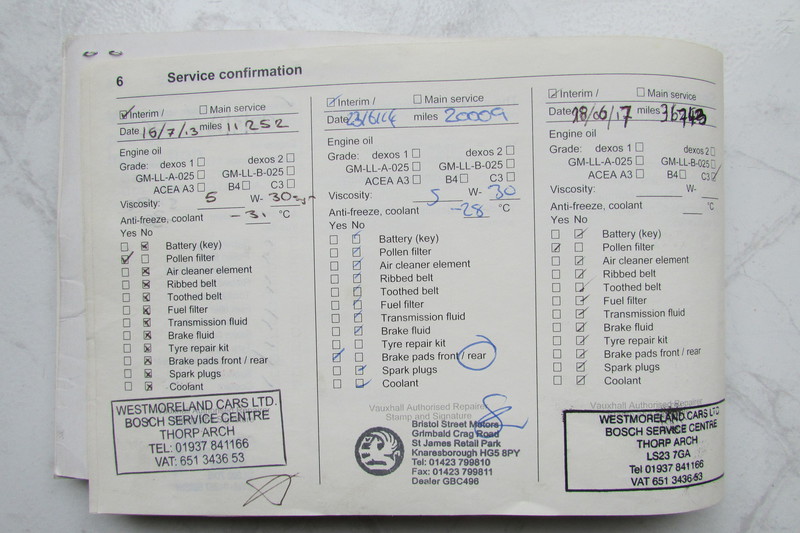 6 Service confirmation
Interim / Main service
Date 15/7/13 miles 11252
Engine oil
Grade: dexos 1 dexos 2
GM-LL-A-025 GM-LL-B-025
ACEA A3 B4 C3
Viscosity: 5 W- 30
Anti-freeze, coolant °C
Yes No
Battery (key)
Pollen filter
Air cleaner element
Ribbed belt
Toothed belt
Fuel filter
Transmission fluid
Brake fluid
Tyre repair kit
Brake pads front / rear
Spark plugs
Coolant
WESTMORELAND CARS LTD.
BOSCH SERVICE CENTRE
THORP ARCH
TEL: 01937 841166
VAT: 651 3436 53
Interim / Main service
Date 23/6/14 miles 20009
Engine oil
Grade: dexos 1 dexos 2
GM-LL-A-025 GM-LL-B-025
ACEA A3 B4 C3
Viscosity: 5 W- 30
Anti-freeze, coolant -28 °C
Yes No
Battery (key)
Pollen filter
Air cleaner element
Ribbed belt
Toothed belt
Fuel filter
Transmission fluid
Brake fluid
Tyre repair kit
Brake pads front / rear
Spark plugs
Coolant
Vauxhall Authorised Repairer
Stamp and Signature
Bristol Street Motors
Grimbald Crag Road
St James Retail Park
Knaresborough HG5 8PY
Tel: 01423 799810
Fax: 01423 799811
Dealer GBC496
Interim / Main service
Date 28/06/17 miles
Engine oil
Grade: dexos 1 dexos 2
GM-LL-A-025 GM-LL-B-025
ACEA A3 B4 C3
Viscosity: W-
Anti-freeze, coolant °C
Yes No
Battery (key)
Pollen filter
Air cleaner element
Ribbed belt
Toothed belt
Fuel filter
Transmission fluid
Brake fluid
Tyre repair kit
Brake pads front / rear
Spark plugs
Coolant
Vauxhall Authorised Repairer
WESTMORELAND CARS LTD
BOSCH SERVICE CENTRE
THORP ARCH
LS23 7GA
Tel 01937 841166
VAT 651 3436 53